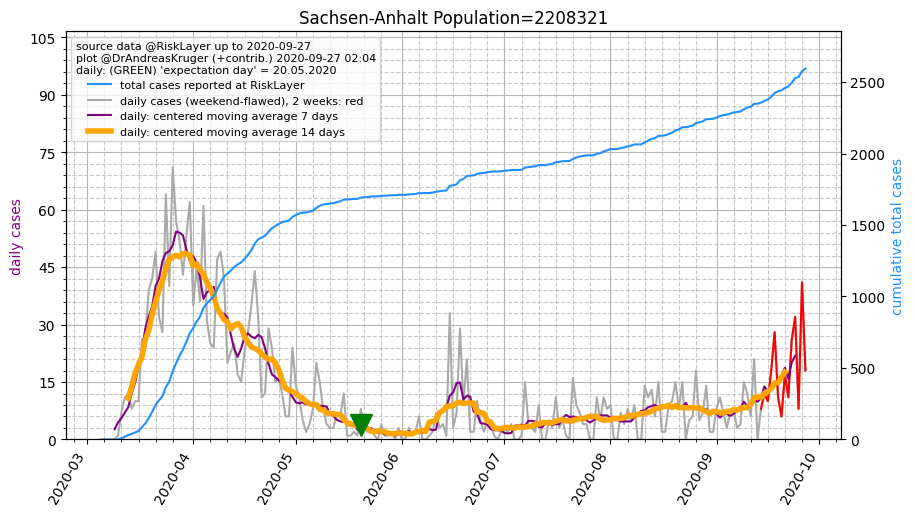 Sachsen-Anhalt Population=2208321
source data @RiskLayer up to 2020-09-27
plot @DrAndreasKruger (+contrib.) 2020-09-27 02:04
daily: (GREEN) 'expectation day' = 20.05.2020
total cases reported at RiskLayer
daily cases (weekend-flawed), 2 weeks: red
daily: centered moving average 7 days
daily: centered moving average 14 days
daily cases
105
90
75
60
45
30
15
0
2500
2000
1500
1000
500
0
cumulative total cases
2020-03
2020-04
2020-05
2020-06
2020-07
2020-08
2020-09
2020-10